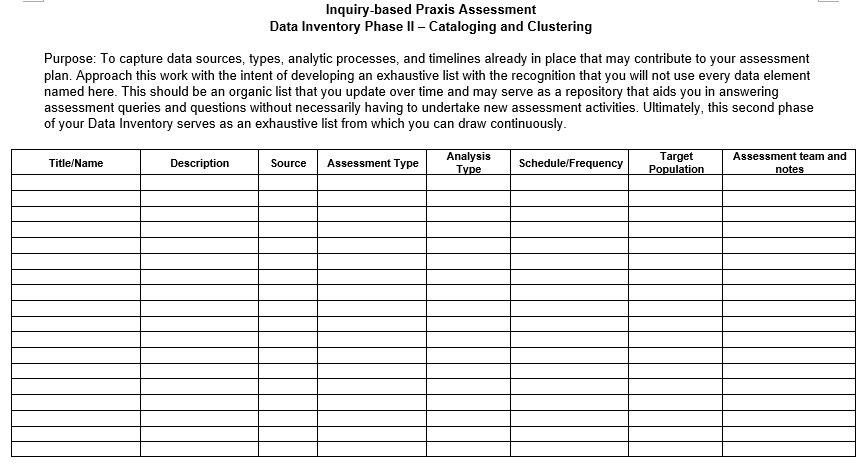 Inquiry-based Praxis Assessment
Data Inventory Phase II – Cataloging and Clustering
Purpose: To capture data sources, types, analytic processes, and timelines already in place that may contribute to your assessment
plan. Approach this work with the intent of developing an exhaustive list with the recognition that you will not use every data element
named here. This should be an organic list that you update over time and may serve as a repository that aids you in answering
assessment queries and questions without necessarily having to undertake new assessment activities. Ultimately, this second phase
of your Data Inventory serves as an exhaustive list from which you can draw continuously.
Title/Name
Description
Source
Assessment Type
Analysis
Type
Schedule/Frequency
Target
Population
Assessment team and
notes